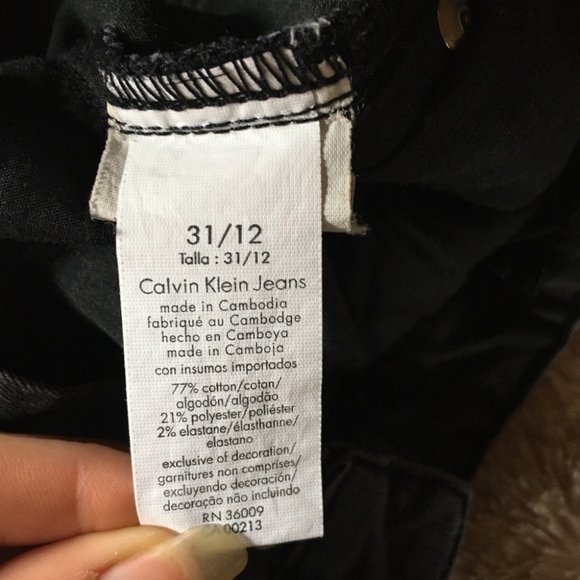 31/12
Talla : 31/12
Calvin Klein Jeans
made in Cambodia
fabriqué au Cambodge
hecho en Camboya
made in Camboja
con insumos importados
77% cotton/coton/
algodón/algodão
21% polyester/poliéster
2% elastane/élasthanne/
elastano
exclusive of decoration/
garnitures non comprises/
excluyendo decoración/
decoração não incluindo
RN 36009
00213